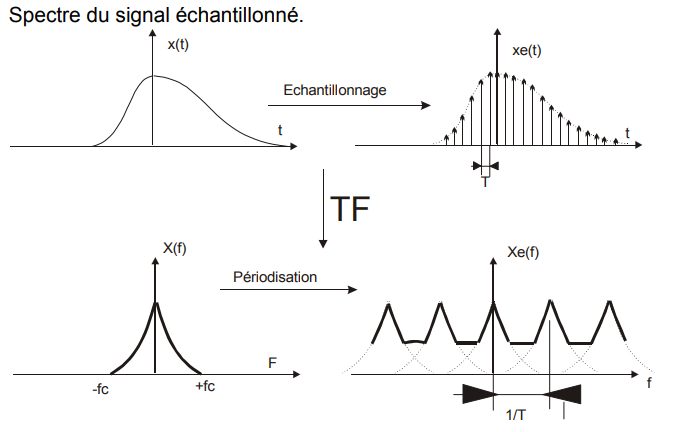 Spectre du signal échantillonné.
x(t)
xe(t)
Echantillonnage
t
t
T
TF
X(f)
Xe(f)
Périodisation
F
f
-fc
+fc
1/T